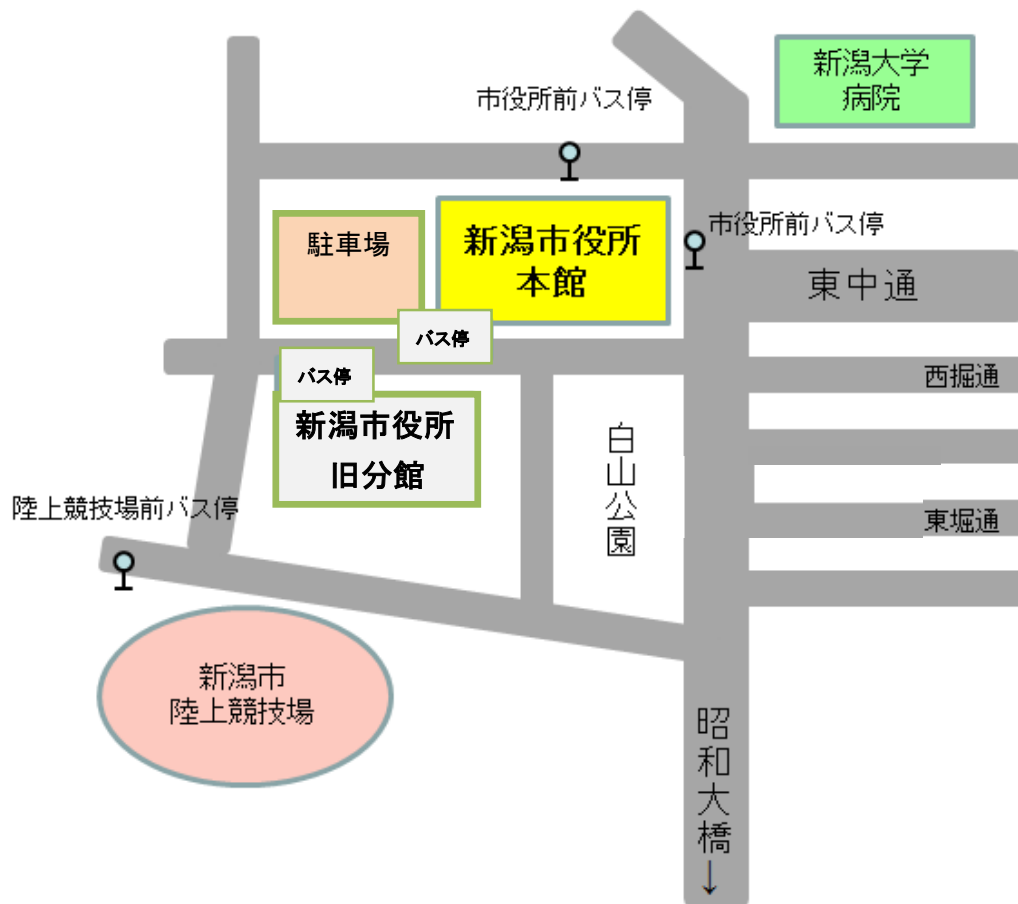 新潟大学
病院
市役所前バス停
市役所前バス停
駐車場
新潟市役所
本館
東中通
バス停
バス停
西堀通
新潟市役所
旧分館
白山公園
陸上競技場前バス停
東堀通
新潟市
陸上競技場
昭和大橋
↓